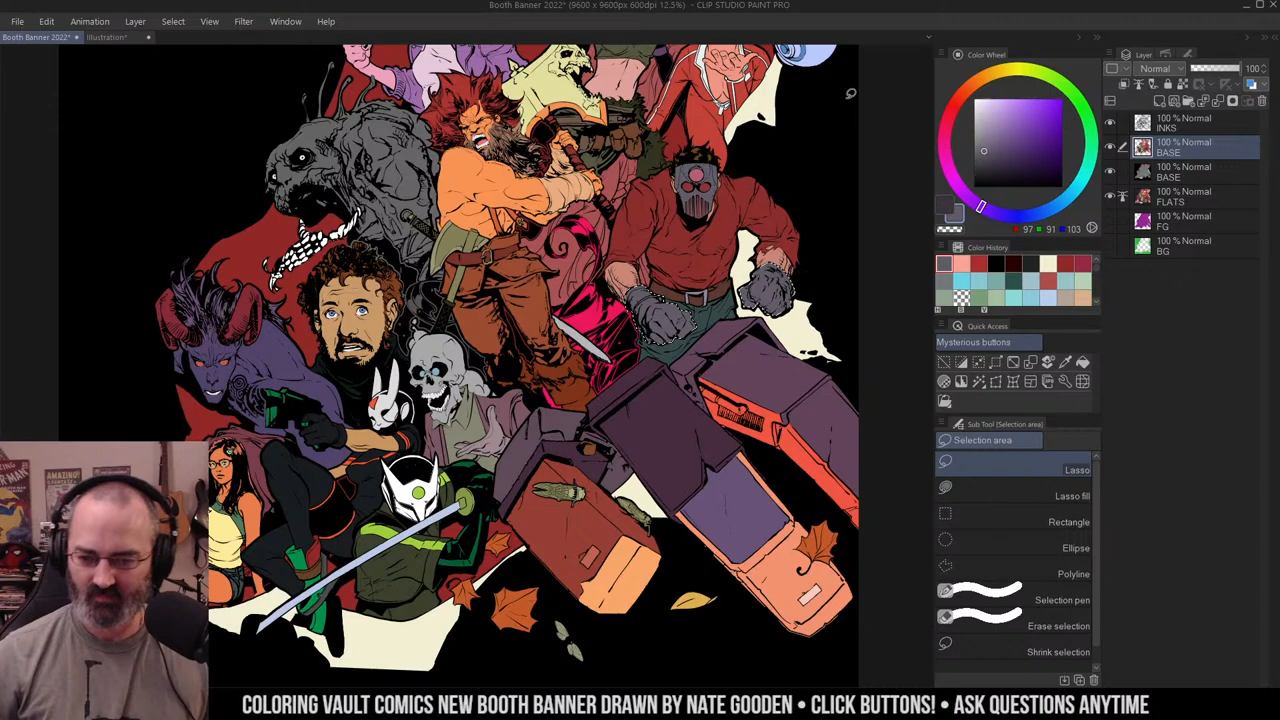 Booth Banner 2022* (9600 x 9600px 600dpi 12.5%) - CLIP STUDIO PAINT PRO
File Edit Animation Layer Select View Filter Window Help
Booth Banner 2022*
Illustration*
Color Wheel
97 91 103
Color History
H S V
Quick Access
Mysterious buttons
Sub Tool [Selection area]
Selection area
Lasso
Lasso fill
Rectangle
Ellipse
Polyline
Selection pen
Erase selection
Shrink selection
Layer
Normal 100
100 % Normal
INKS
100 % Normal
BASE
100 % Normal
BASE
100 % Normal
FLATS
100 % Normal
FG
100 % Normal
BG
AMAZING
COLORING VAULT COMICS NEW BOOTH BANNER DRAWN BY NATE GOODEN • CLICK BUTTONS! • ASK QUESTIONS ANYTIME